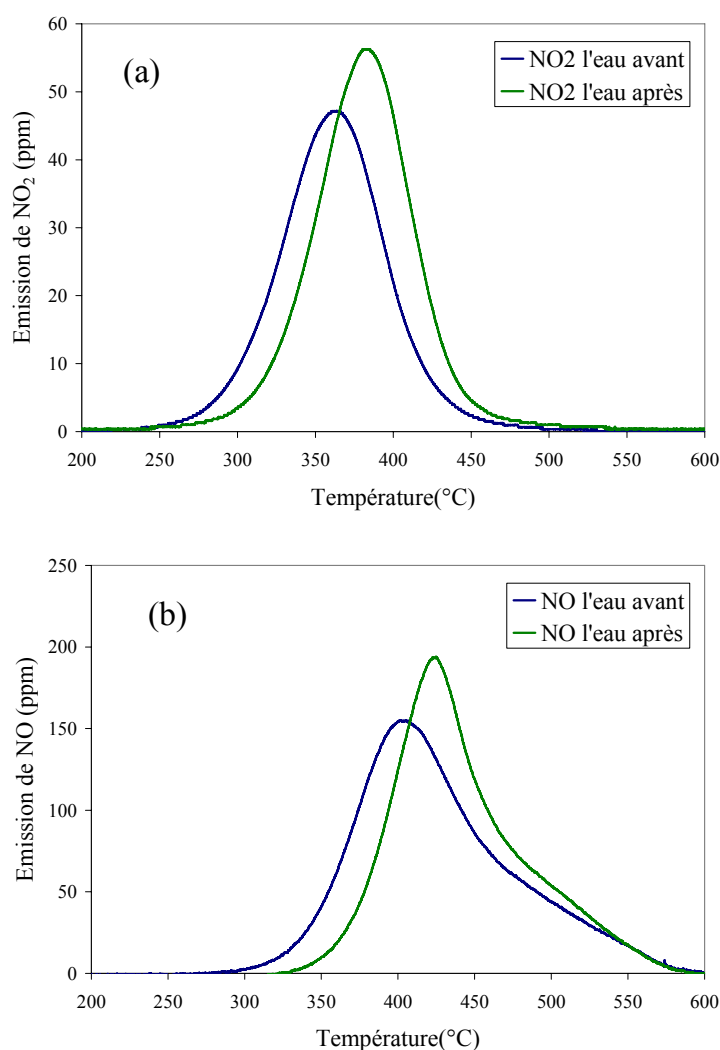 (a)
NO2 l'eau avant
NO2 l'eau après
Emission de NO₂ (ppm)
60
50
40
30
20
10
0
200 250 300 350 400 450 500 550 600
Température(°C)
(b)
NO l'eau avant
NO l'eau après
Emission de NO (ppm)
250
200
150
100
50
0
200 250 300 350 400 450 500 550 600
Température(°C)